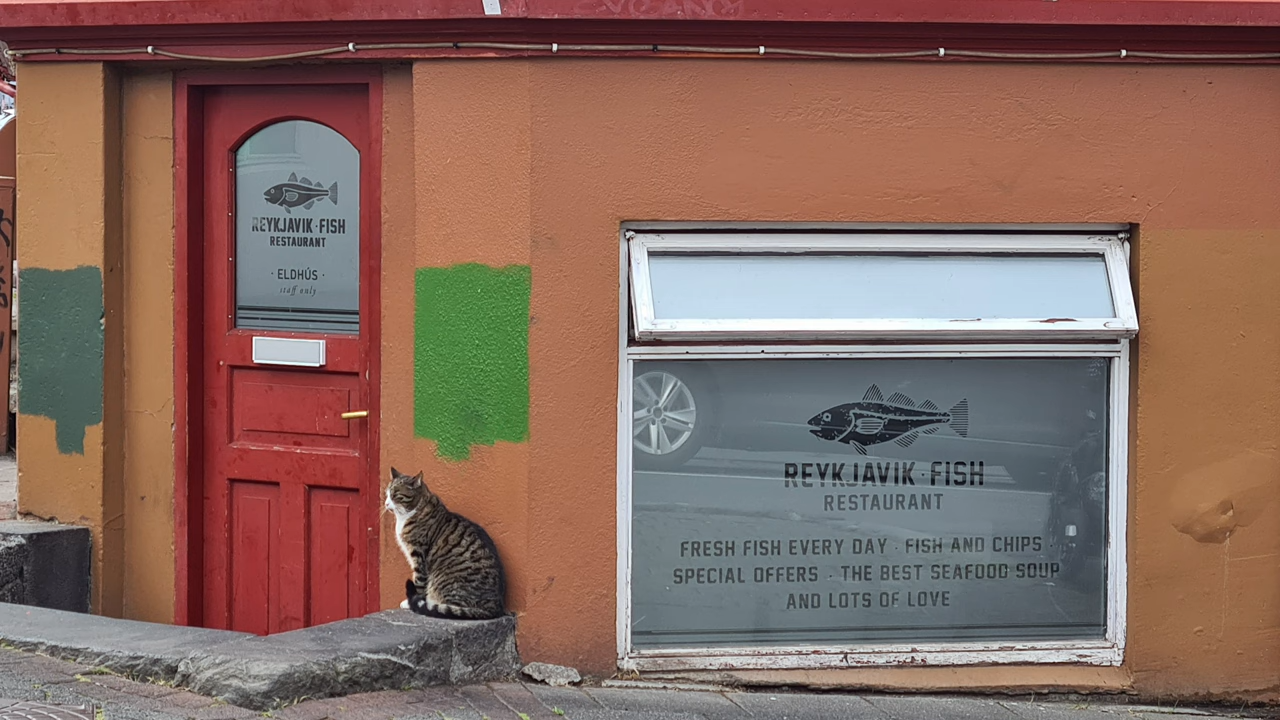 REYKJAVIK·FISH
RESTAURANT
· ELDHÚS ·
staff only
REYKJAVIK·FISH
RESTAURANT
FRESH FISH EVERY DAY · FISH AND CHIPS
SPECIAL OFFERS · THE BEST SEAFOOD SOUP
AND LOTS OF LOVE